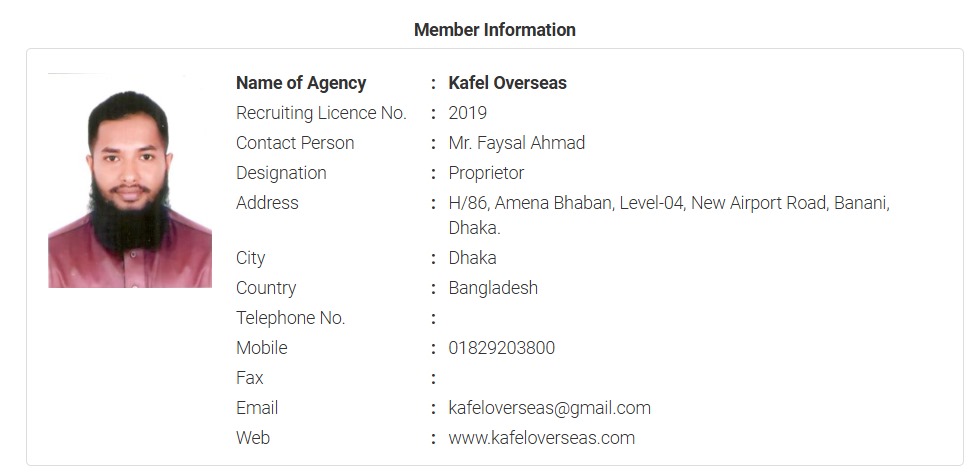 Member Information
Name of Agency : Kafel Overseas
Recruiting Licence No. : 2019
Contact Person : Mr. Faysal Ahmad
Designation : Proprietor
Address : H/86, Amena Bhaban, Level-04, New Airport Road, Banani,
Dhaka.
City : Dhaka
Country : Bangladesh
Telephone No. :
Mobile : 01829203800
Fax :
Email : kafeloverseas@gmail.com
Web : www.kafeloverseas.com